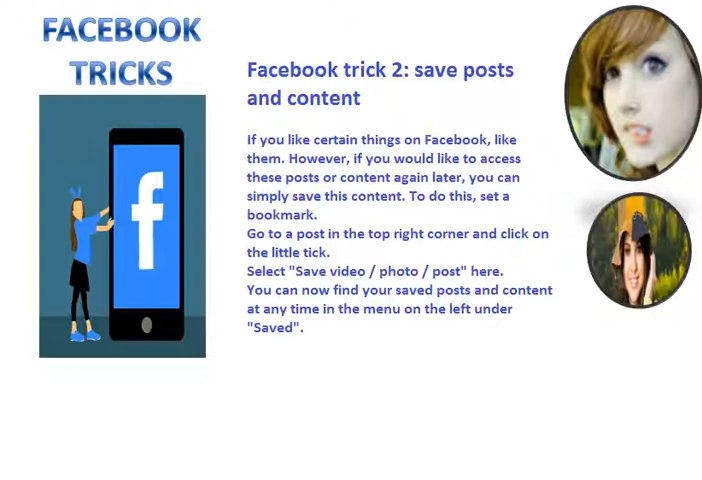 FACEBOOK
TRICKS
Facebook trick 2: save posts
and content
If you like certain things on Facebook, like
them. However, if you would like to access
these posts or content again later, you can
simply save this content. To do this, set a
bookmark.
Go to a post in the top right corner and click on
the little tick.
Select "Save video / photo / post" here.
You can now find your saved posts and content
at any time in the menu on the left under
"Saved".
f